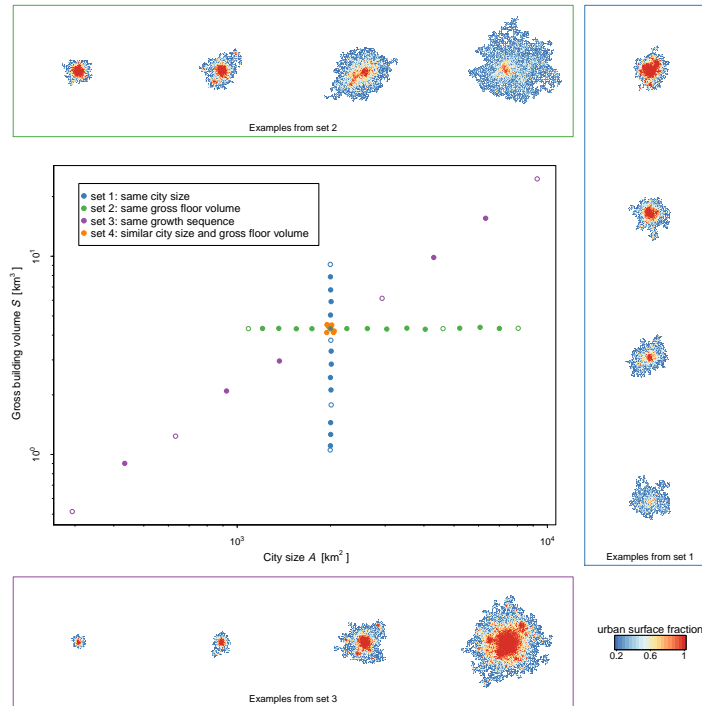 Examples from set 2
set 1: same city size
set 2: same gross floor volume
set 3: same growth sequence
set 4: similar city size and gross floor volume
Gross building volume S [km³]
10¹
10⁰
10³
10⁴
City size A [km²]
Examples from set 1
Examples from set 3
urban surface fraction
0.2 0.6 1